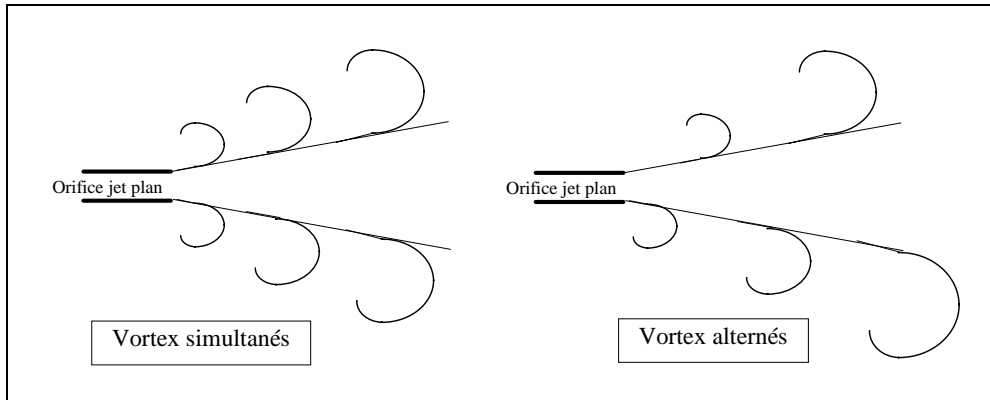 Orifice jet plan
Vortex simultanés
Orifice jet plan
Vortex alternés